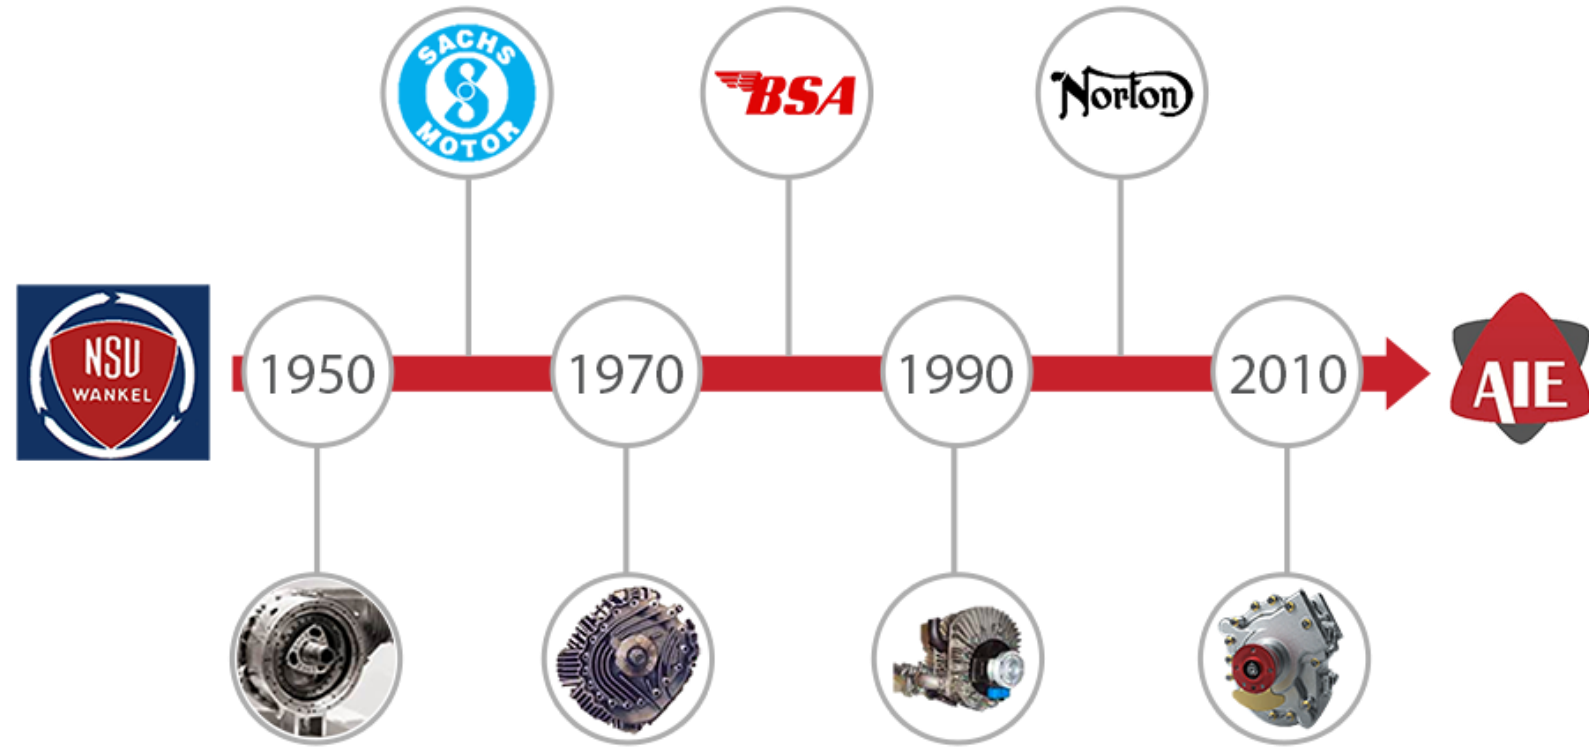 SACHS
MOTOR
BSA
Norton
NSU
WANKEL
1950
1970
1990
2010
AIE